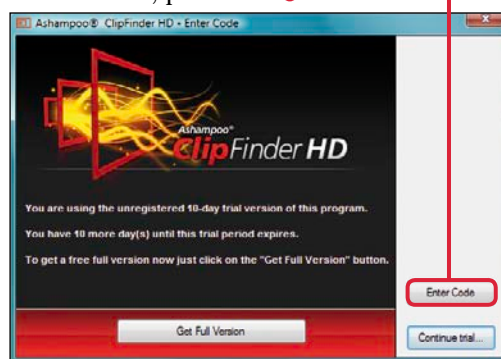 Ashampoo® ClipFinder HD - Enter Code
Ashampoo®
ClipFinder HD
You are using the unregistered 10-day trial version of this program.
You have 10 more day(s) until this trial period expires.
To get a free full version now just click on the "Get Full Version" button.
Enter Code
Get Full Version
Continue trial...